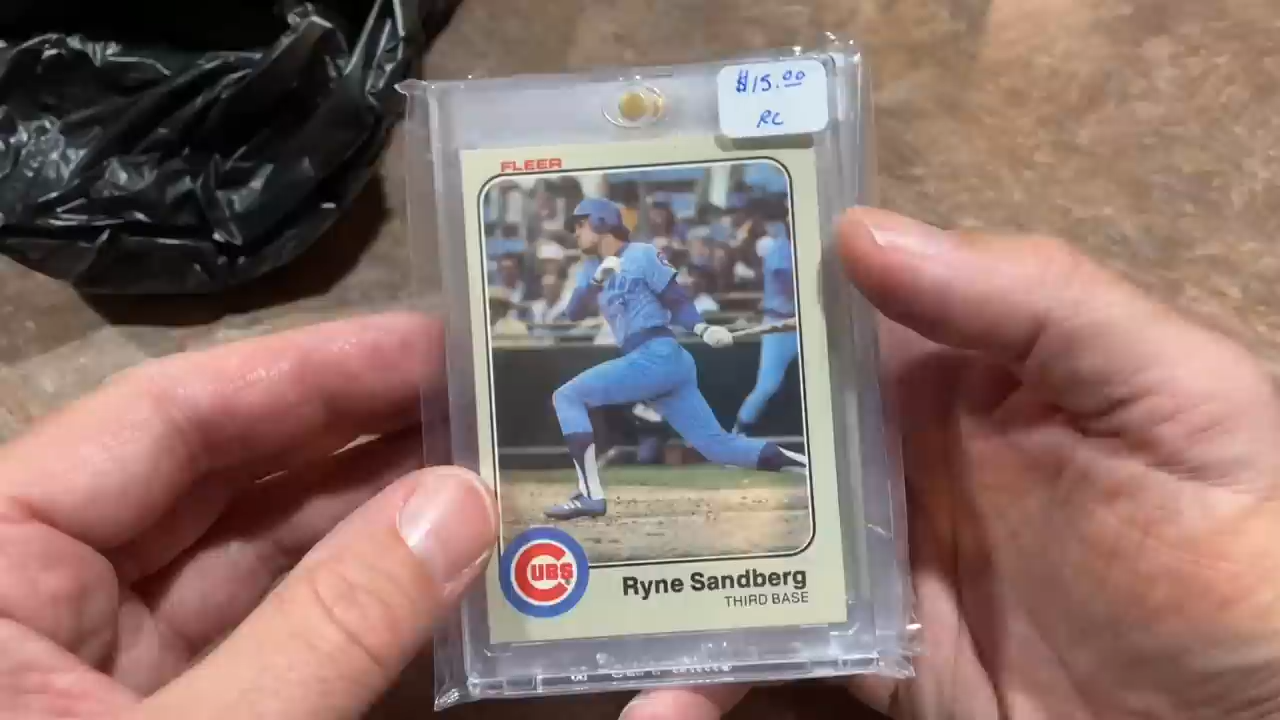 $15.00
RC
FLEER
CUBS
Ryne Sandberg
THIRD BASE